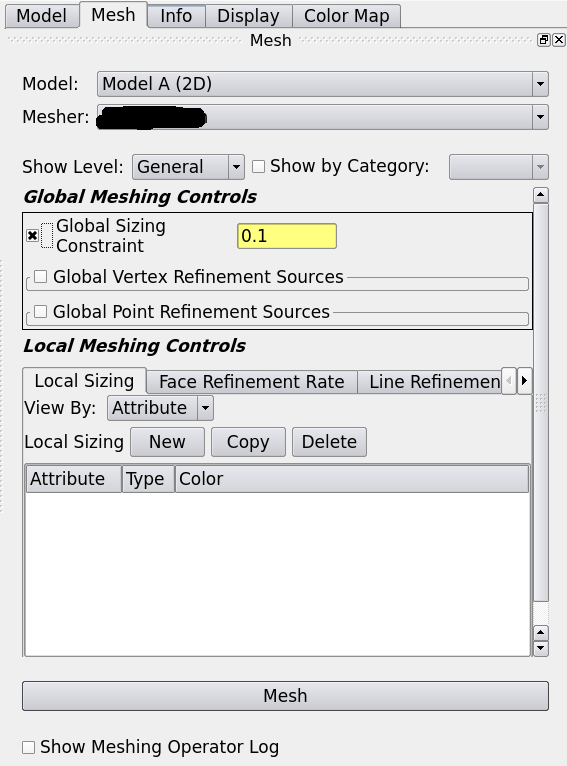 Model Mesh Info Display Color Map
Mesh
Model: Model A (2D)
Mesher:
Show Level: General Show by Category:
Global Meshing Controls
Global Sizing
Constraint
0.1
Global Vertex Refinement Sources
Global Point Refinement Sources
Local Meshing Controls
Local Sizing Face Refinement Rate Line Refinemen
View By: Attribute
Local Sizing New Copy Delete
Attribute Type Color
Mesh
Show Meshing Operator Log